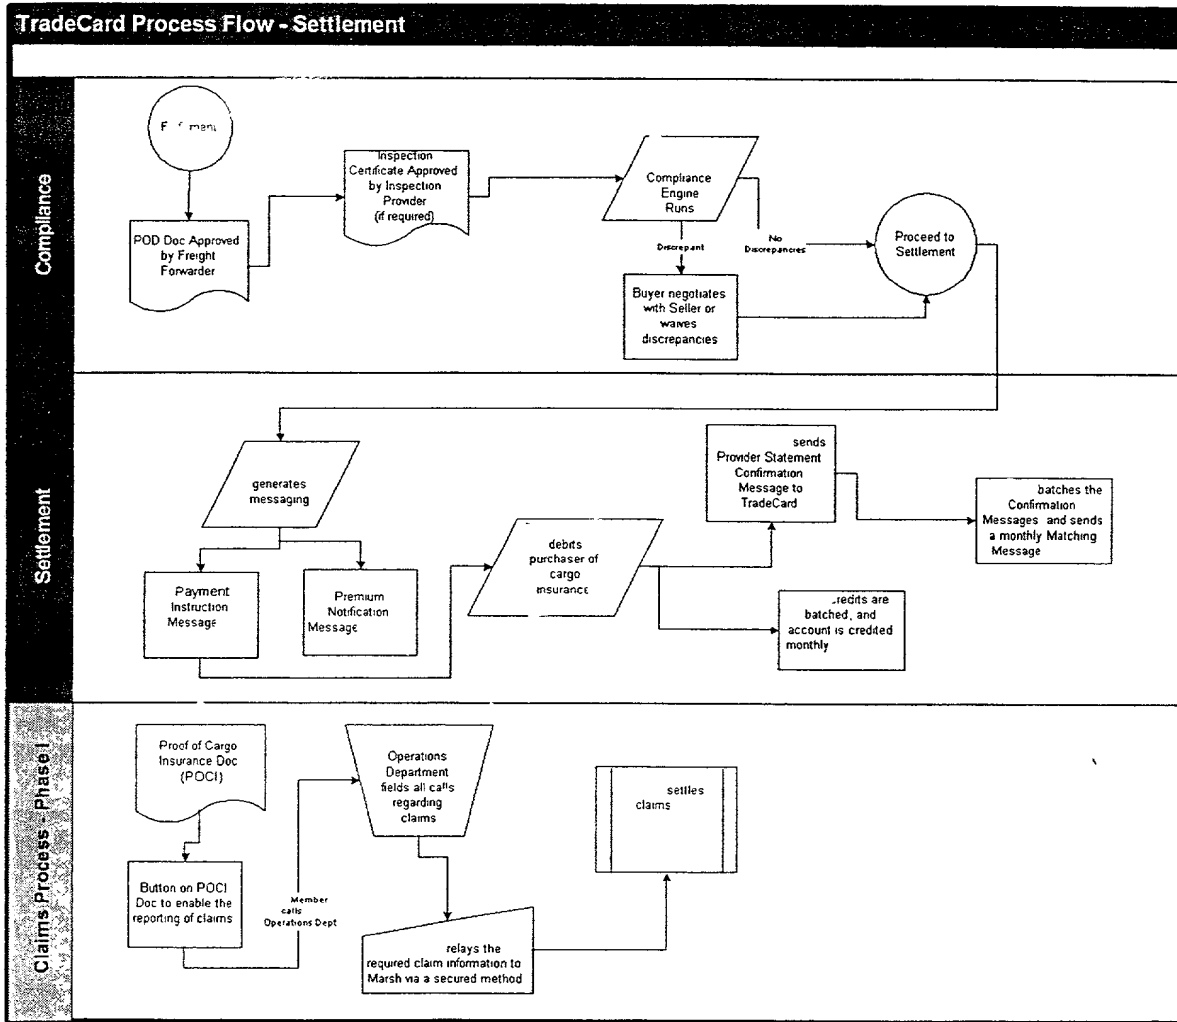 TradeCard Process Flow - Settlement
Compliance
POD Doc Approved
by Freight
Forwarder
Inspection
Certificate Approved
by Inspection
Provider
(if required)
Compliance
Engine
Runs
Discrepant
No
Discrepancies
Buyer negotiates
with Seller or
waives
discrepancies
Proceed to
Settlement
Settlement
generates
messaging
Payment
Instruction
Message
Premium
Notification
Message
debits
purchaser of
cargo
insurance
sends
Provider Statement
Confirmation
Message to
TradeCard
batches the
Confirmation
Messages and sends
a monthly Matching
Message
are
batched, and
account is credited
monthly
Claims Process - Phase I
Proof of Cargo
Insurance Doc
(POCI)
Button on POCI
Doc to enable the
reporting of claims
Member
calls
Operations Dept
Operations
Department
fields all calls
regarding
claims
relays the
required claim information to
Marsh via a secured method
settles
claims